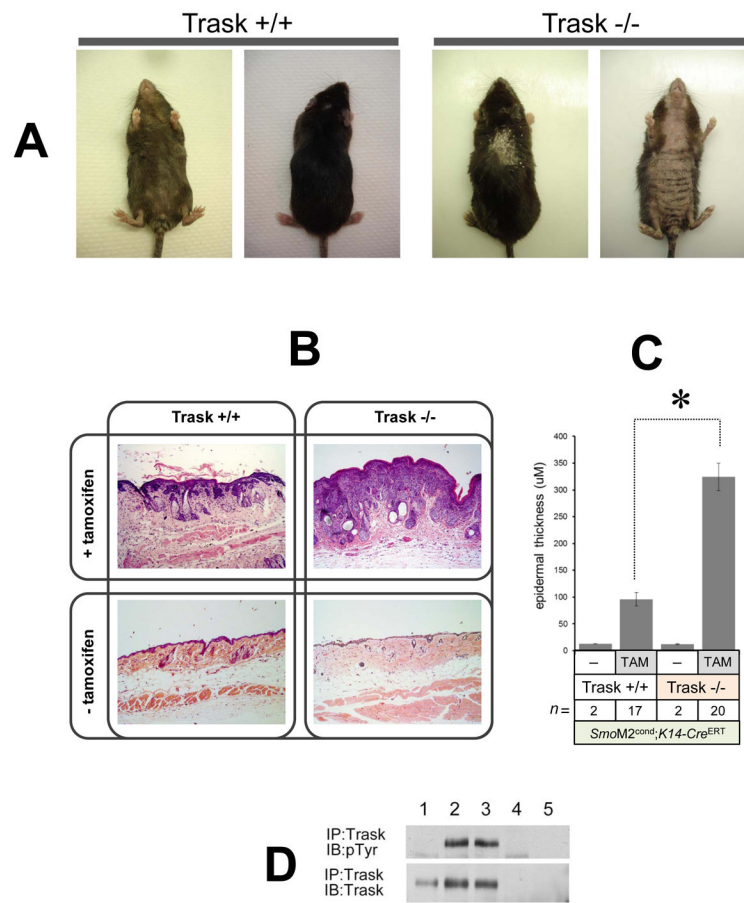 Trask +/+
Trask -/-
A
B
Trask +/+
Trask -/-
+ tamoxifen
- tamoxifen
C
*
epidermal thickness (uM)
400
350
300
250
200
150
100
50
0
– TAM – TAM
Trask +/+ Trask -/-
n= 2 17 2 20
SmoM2cond;K14-CreERT
D
1 2 3 4 5
IP:Trask
IB:pTyr
IP:Trask
IB:Trask